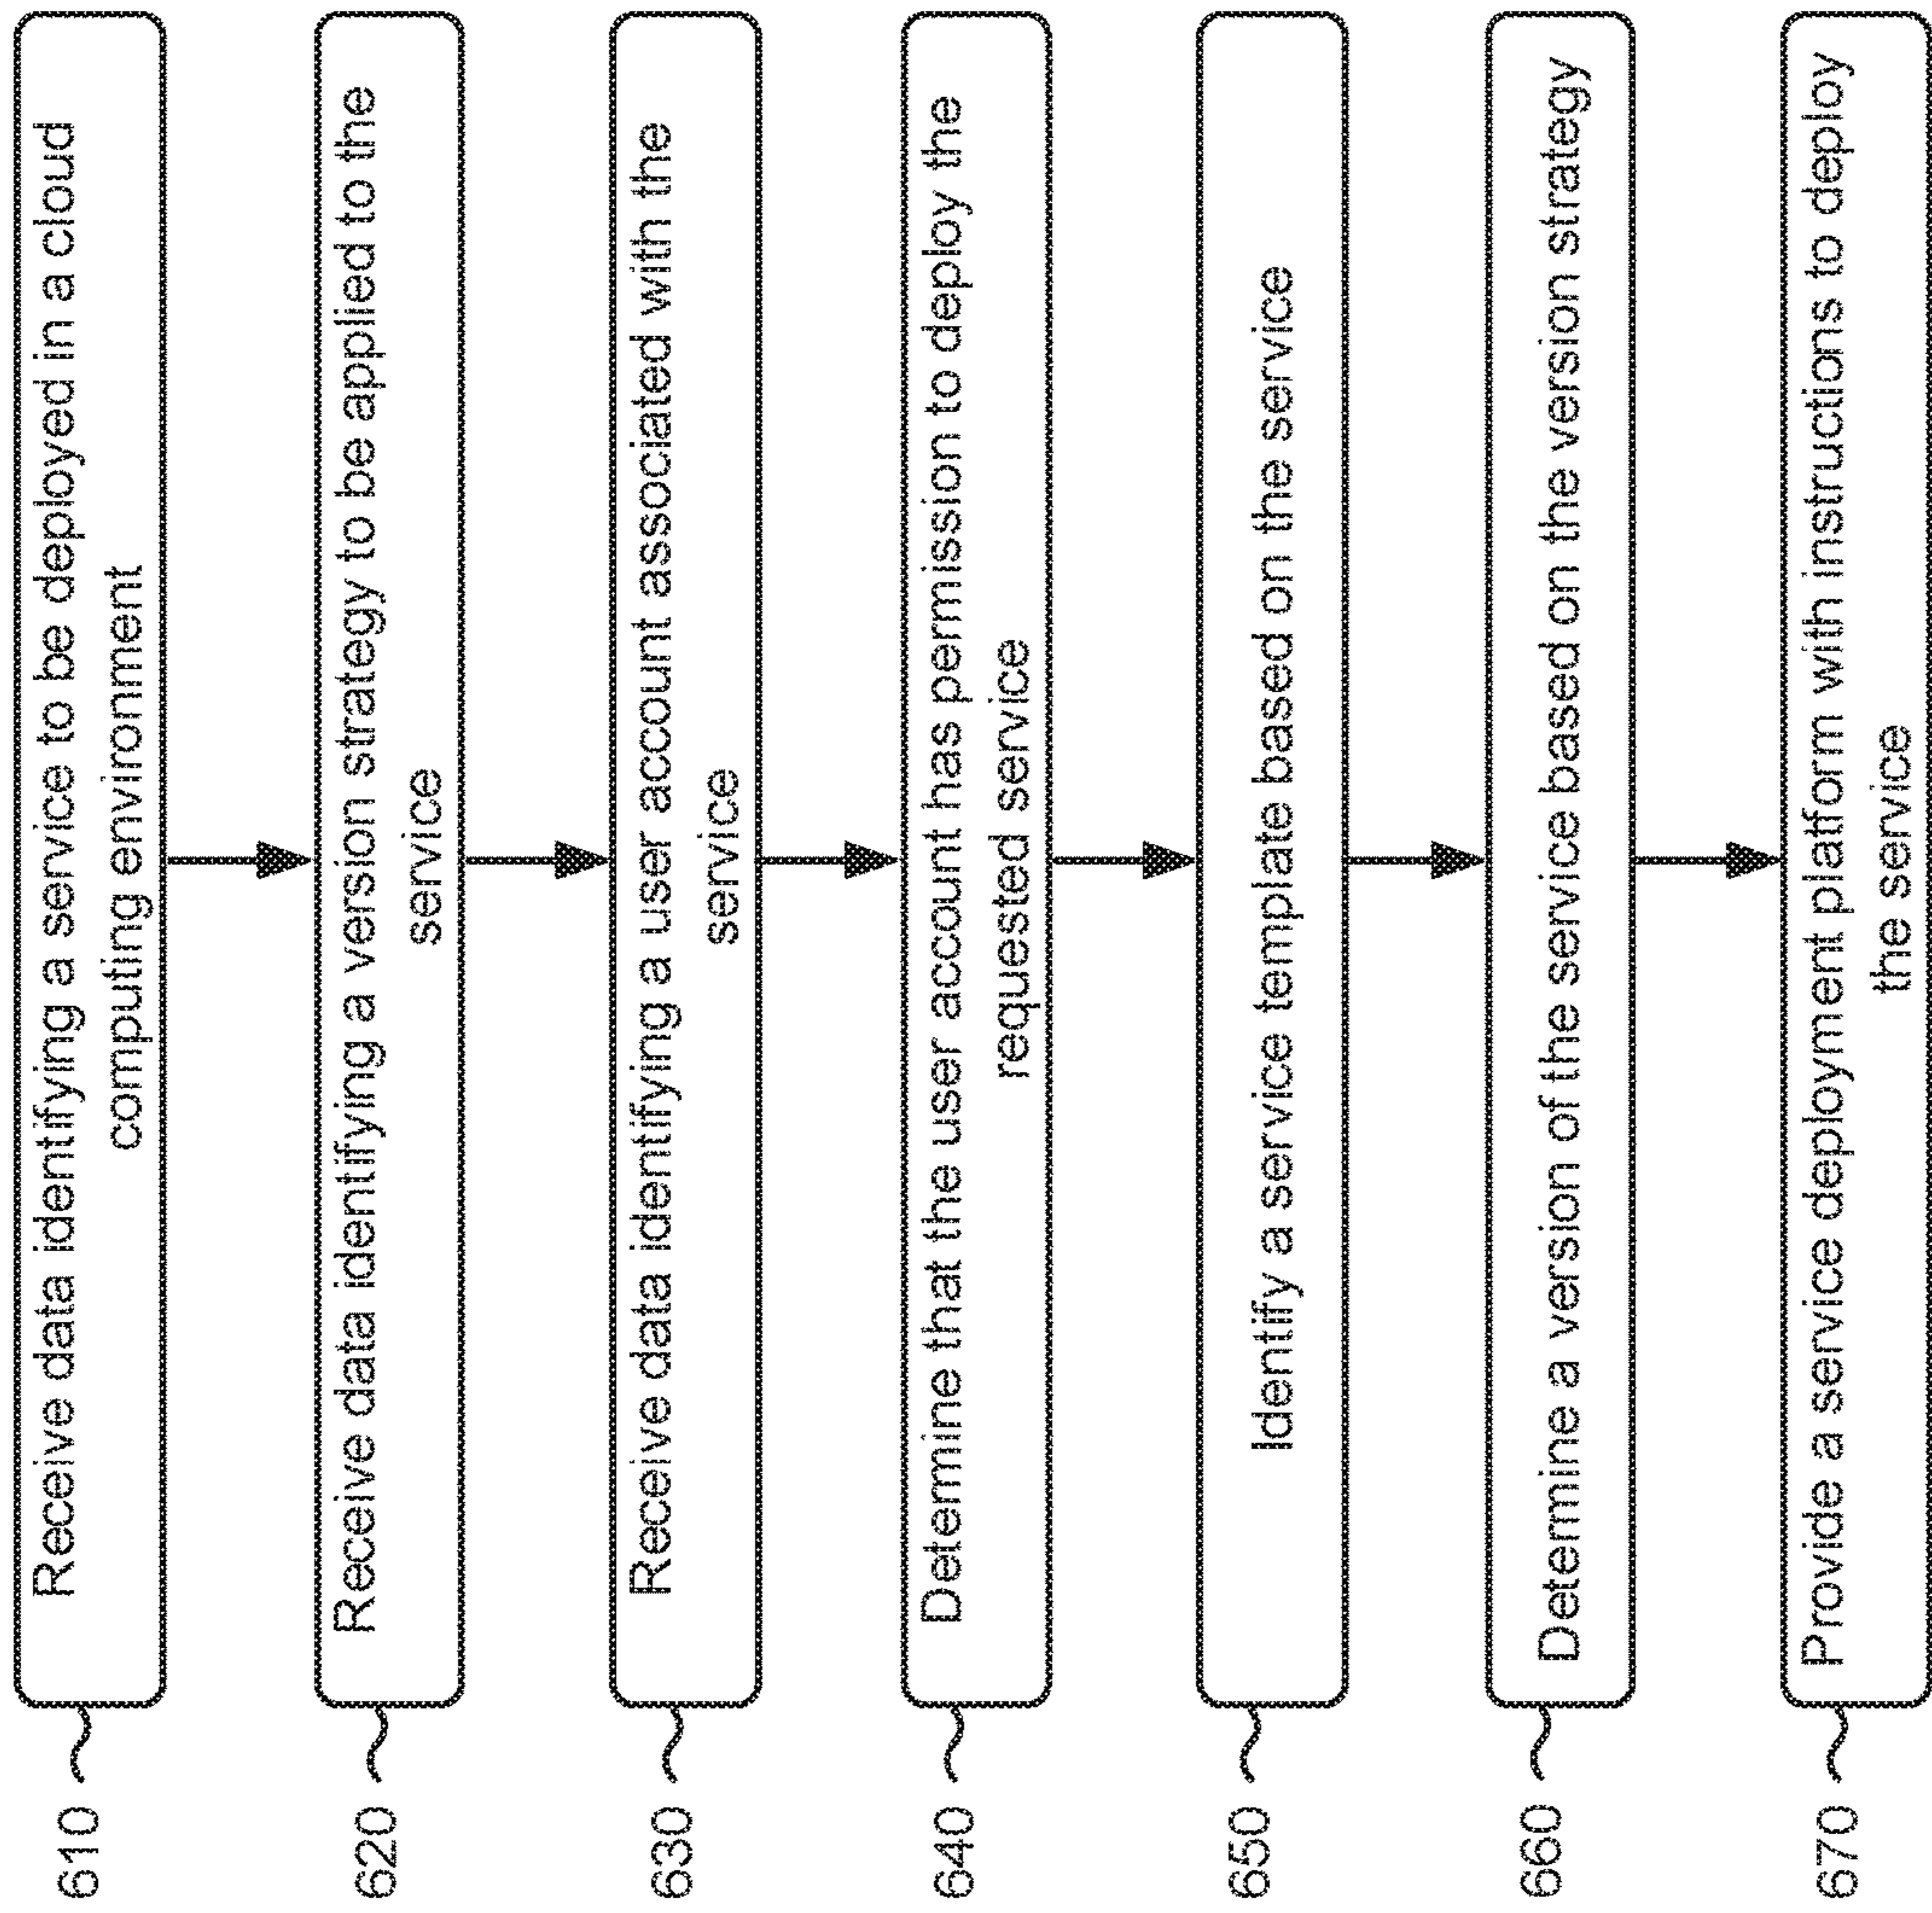 610
Receive data identifying a service to be deployed in a cloud
computing environment
620
Receive data identifying a version strategy to be applied to the
service
630
Receive data identifying a user account associated with the
service
640
Determine that the user account has permission to deploy the
requested service
650
Identify a service template based on the service
660
Determine a version of the service based on the version strategy
670
Provide a service deployment platform with instructions to deploy
the service